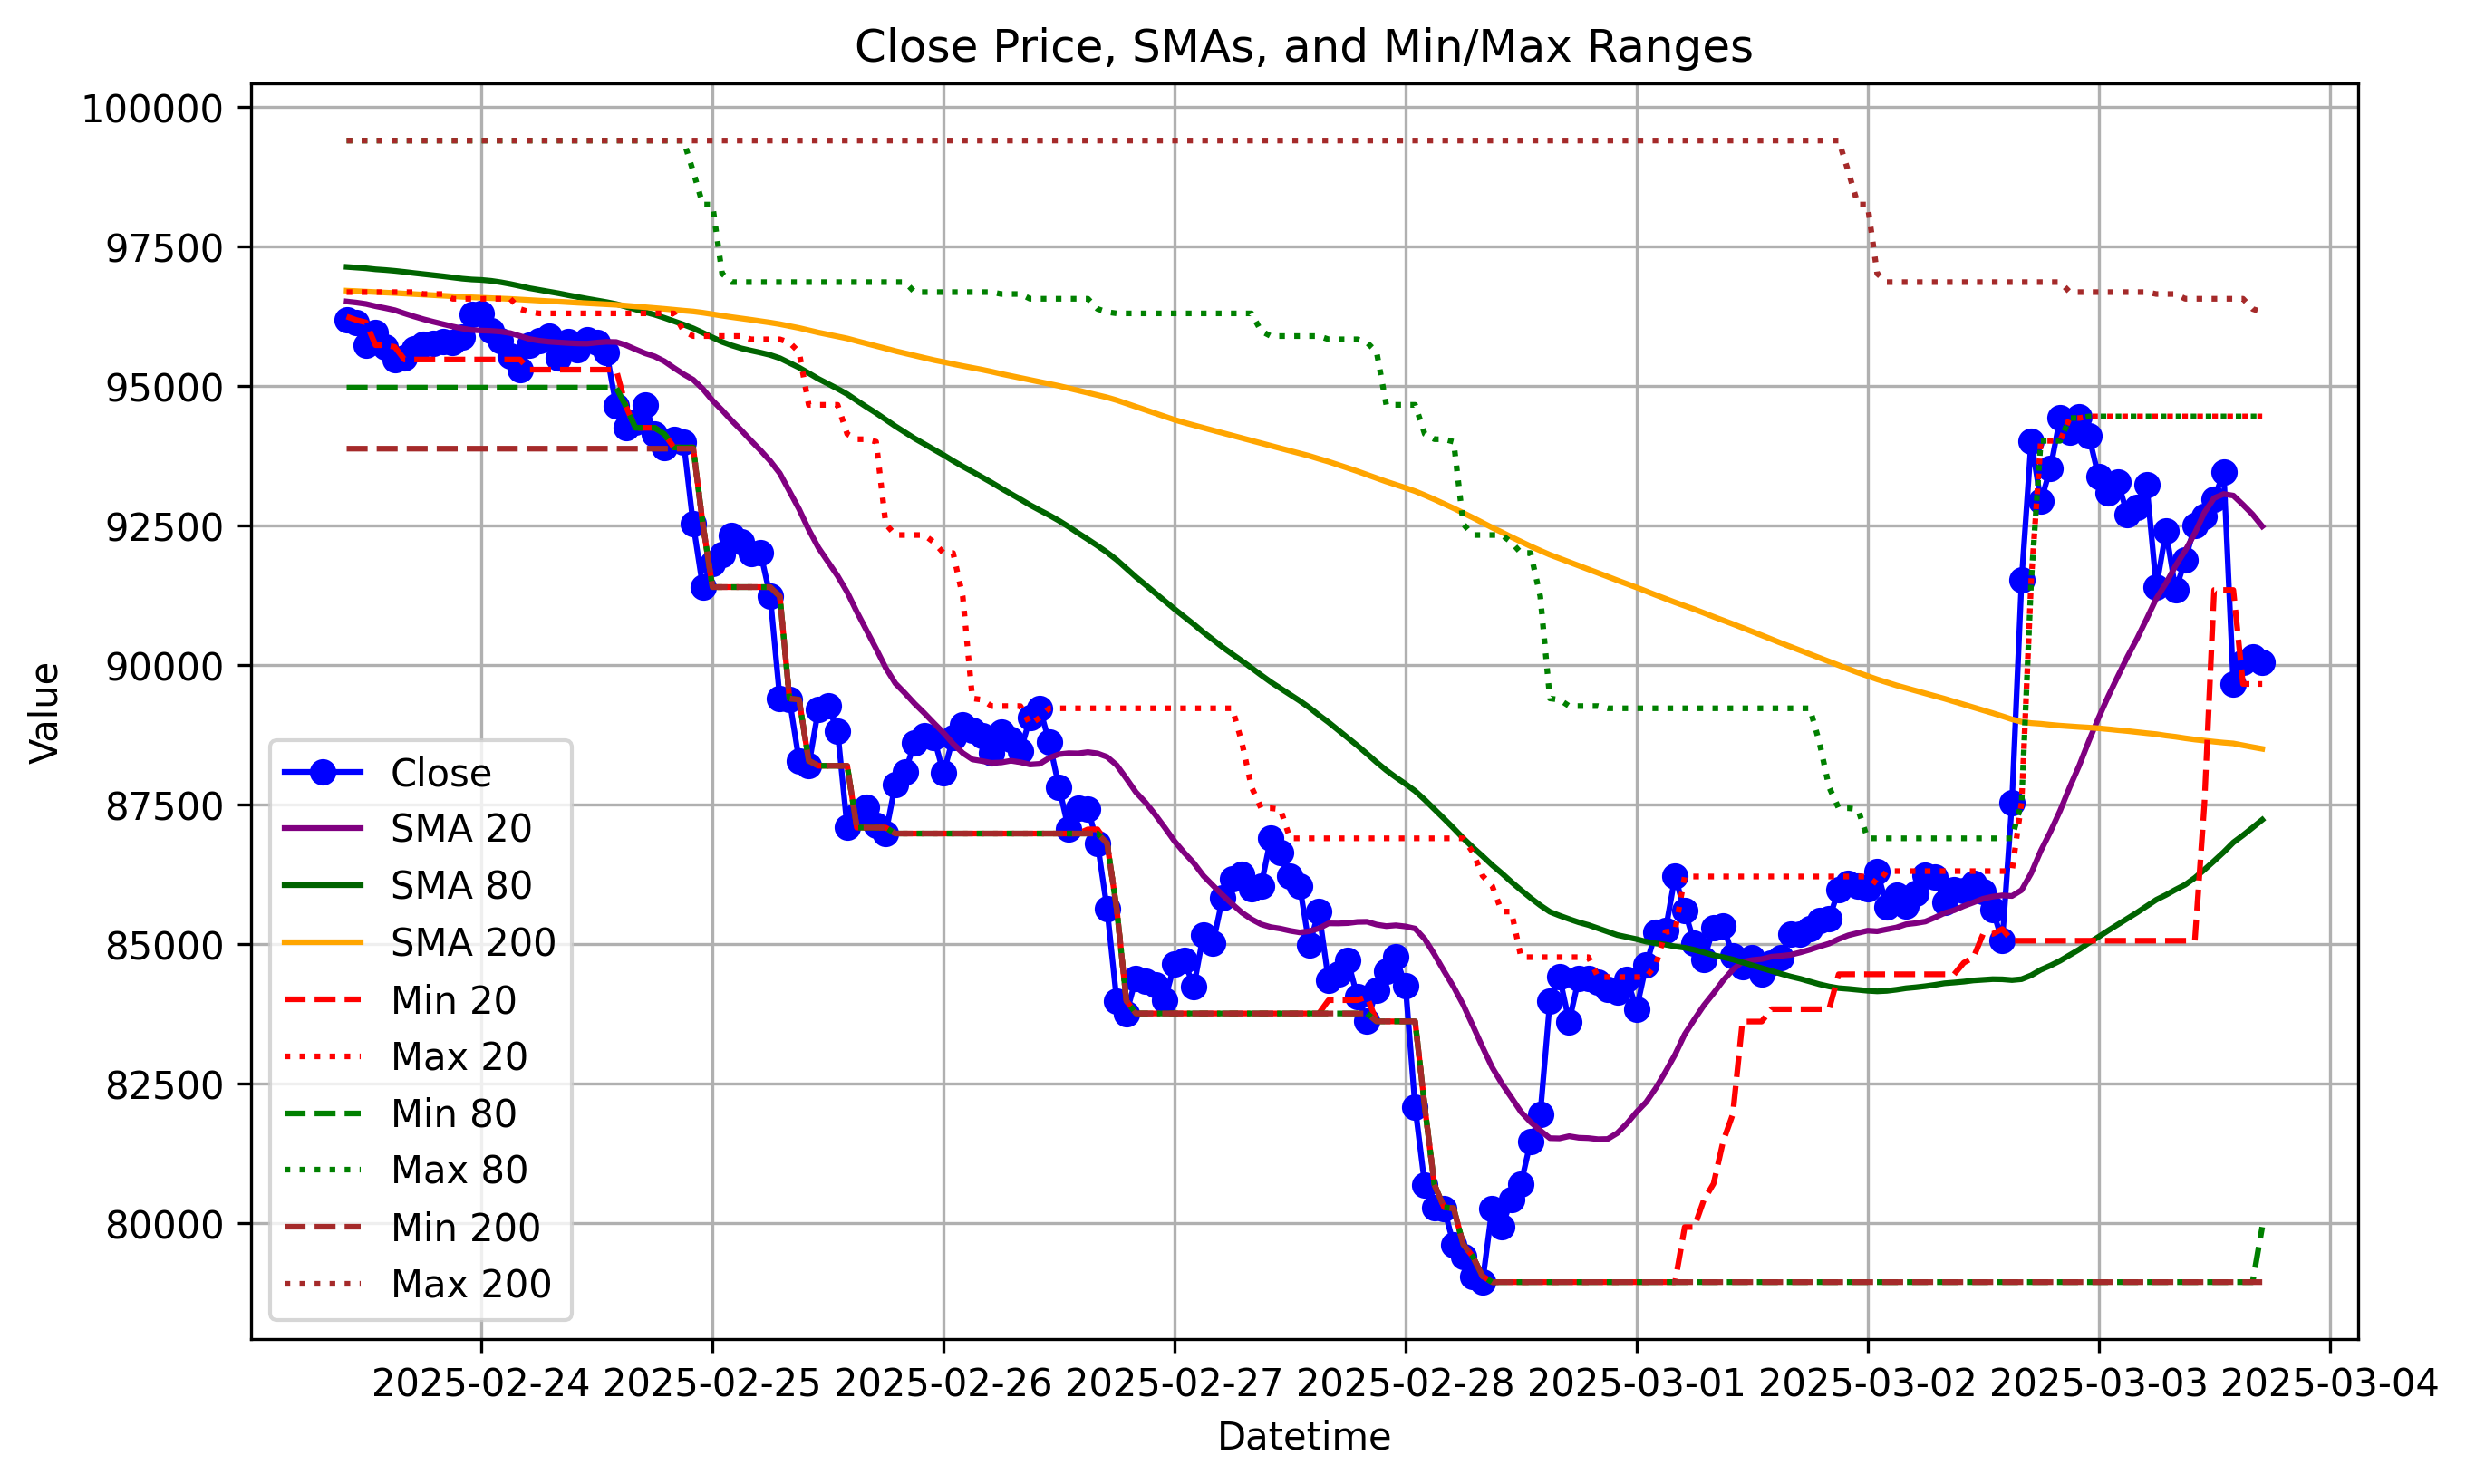 Close Price, SMAs, and Min/Max Ranges
100000
97500
95000
92500
90000
87500
85000
82500
80000
Value
Close
SMA 20
SMA 80
SMA 200
Min 20
Max 20
Min 80
Max 80
Min 200
Max 200
2025-02-24 2025-02-25 2025-02-26 2025-02-27 2025-02-28 2025-03-01 2025-03-02 2025-03-03 2025-03-04
Datetime